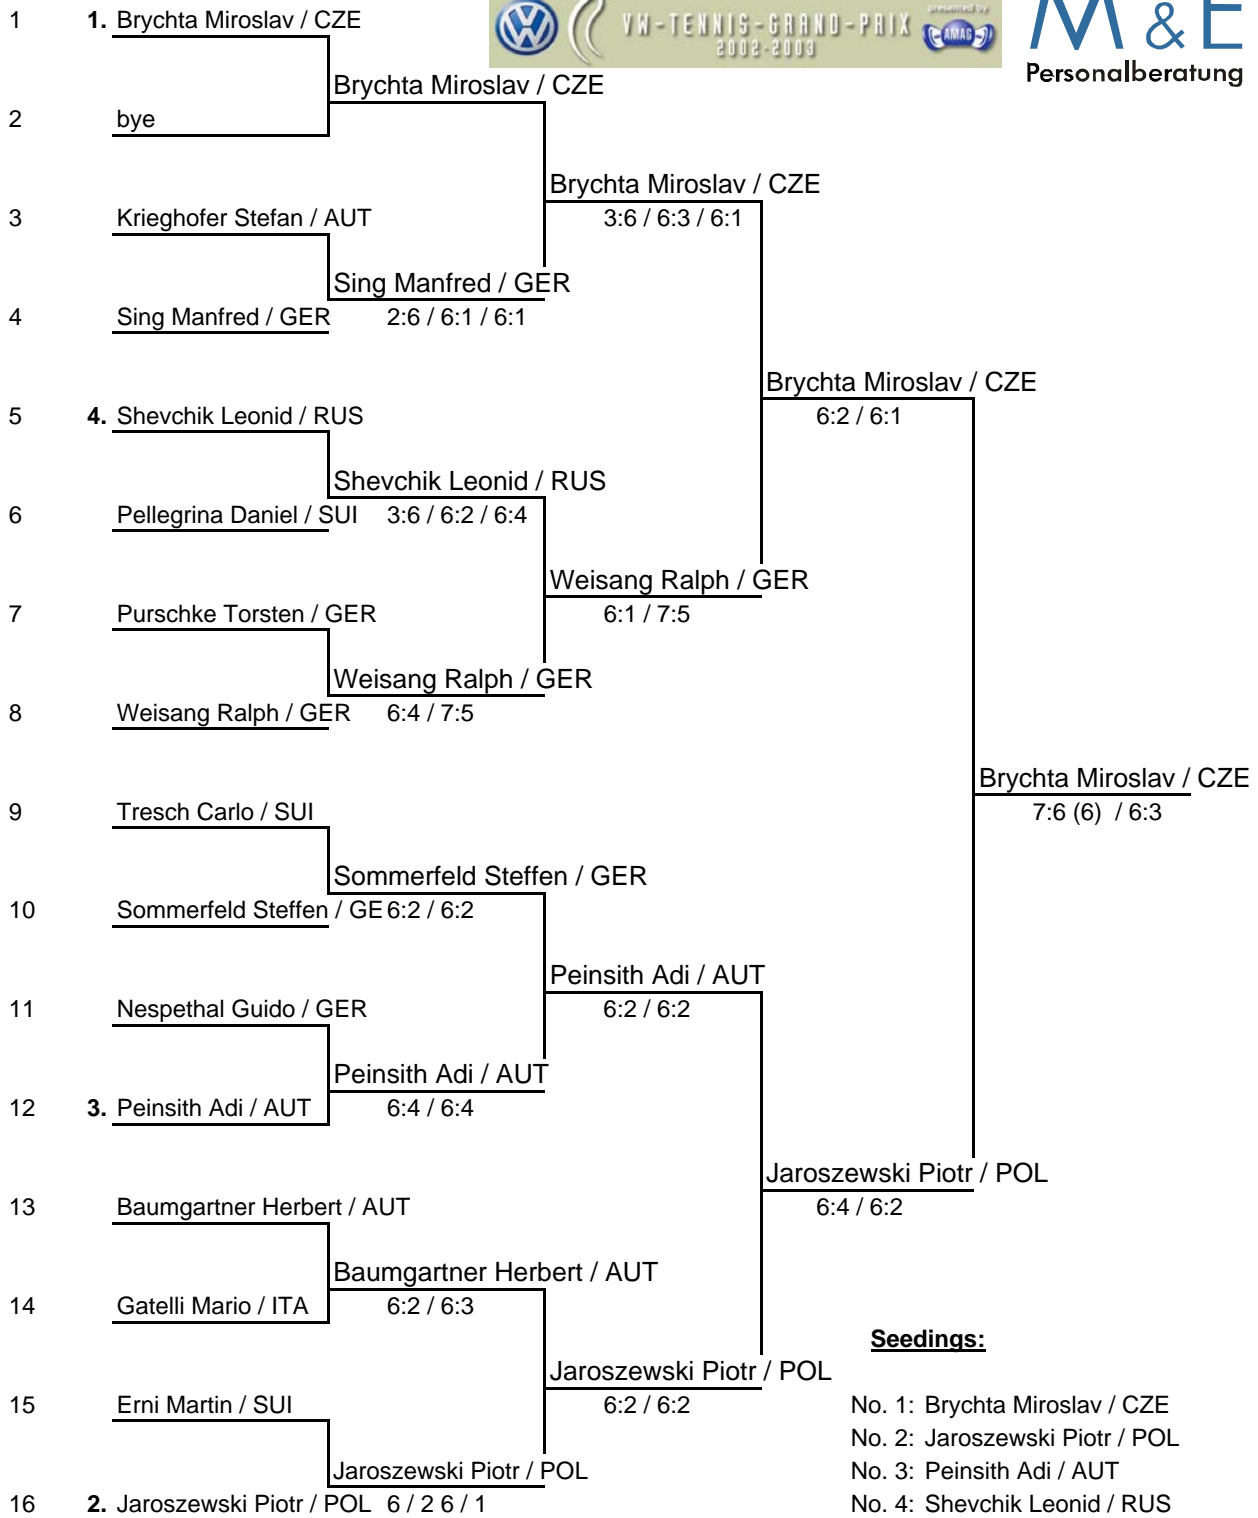 1 1. Brychta Miroslav / CZE
VW-TENNIS-GRAND-PRIX
2002-2003
presented by
AMAG
M & E
Personalberatung
Brychta Miroslav / CZE
2 bye
Brychta Miroslav / CZE
3 Krieghofer Stefan / AUT 3:6 / 6:3 / 6:1
Sing Manfred / GER
4 Sing Manfred / GER 2:6 / 6:1 / 6:1
Brychta Miroslav / CZE
5 4. Shevchik Leonid / RUS 6:2 / 6:1
Shevchik Leonid / RUS
6 Pellegrina Daniel / SUI 3:6 / 6:2 / 6:4
Weisang Ralph / GER
7 Purschke Torsten / GER 6:1 / 7:5
Weisang Ralph / GER
8 Weisang Ralph / GER 6:4 / 7:5
Brychta Miroslav / CZE
9 Tresch Carlo / SUI 7:6 (6) / 6:3
Sommerfeld Steffen / GER
10 Sommerfeld Steffen / GE 6:2 / 6:2
Peinsith Adi / AUT
11 Nespethal Guido / GER 6:2 / 6:2
Peinsith Adi / AUT
12 3. Peinsith Adi / AUT 6:4 / 6:4
Jaroszewski Piotr / POL
13 Baumgartner Herbert / AUT 6:4 / 6:2
Baumgartner Herbert / AUT
14 Gatelli Mario / ITA 6:2 / 6:3
Seedings:
Jaroszewski Piotr / POL
15 Erni Martin / SUI 6:2 / 6:2 No. 1: Brychta Miroslav / CZE
No. 2: Jaroszewski Piotr / POL
Jaroszewski Piotr / POL No. 3: Peinsith Adi / AUT
16 2. Jaroszewski Piotr / POL 6 / 2 6 / 1 No. 4: Shevchik Leonid / RUS